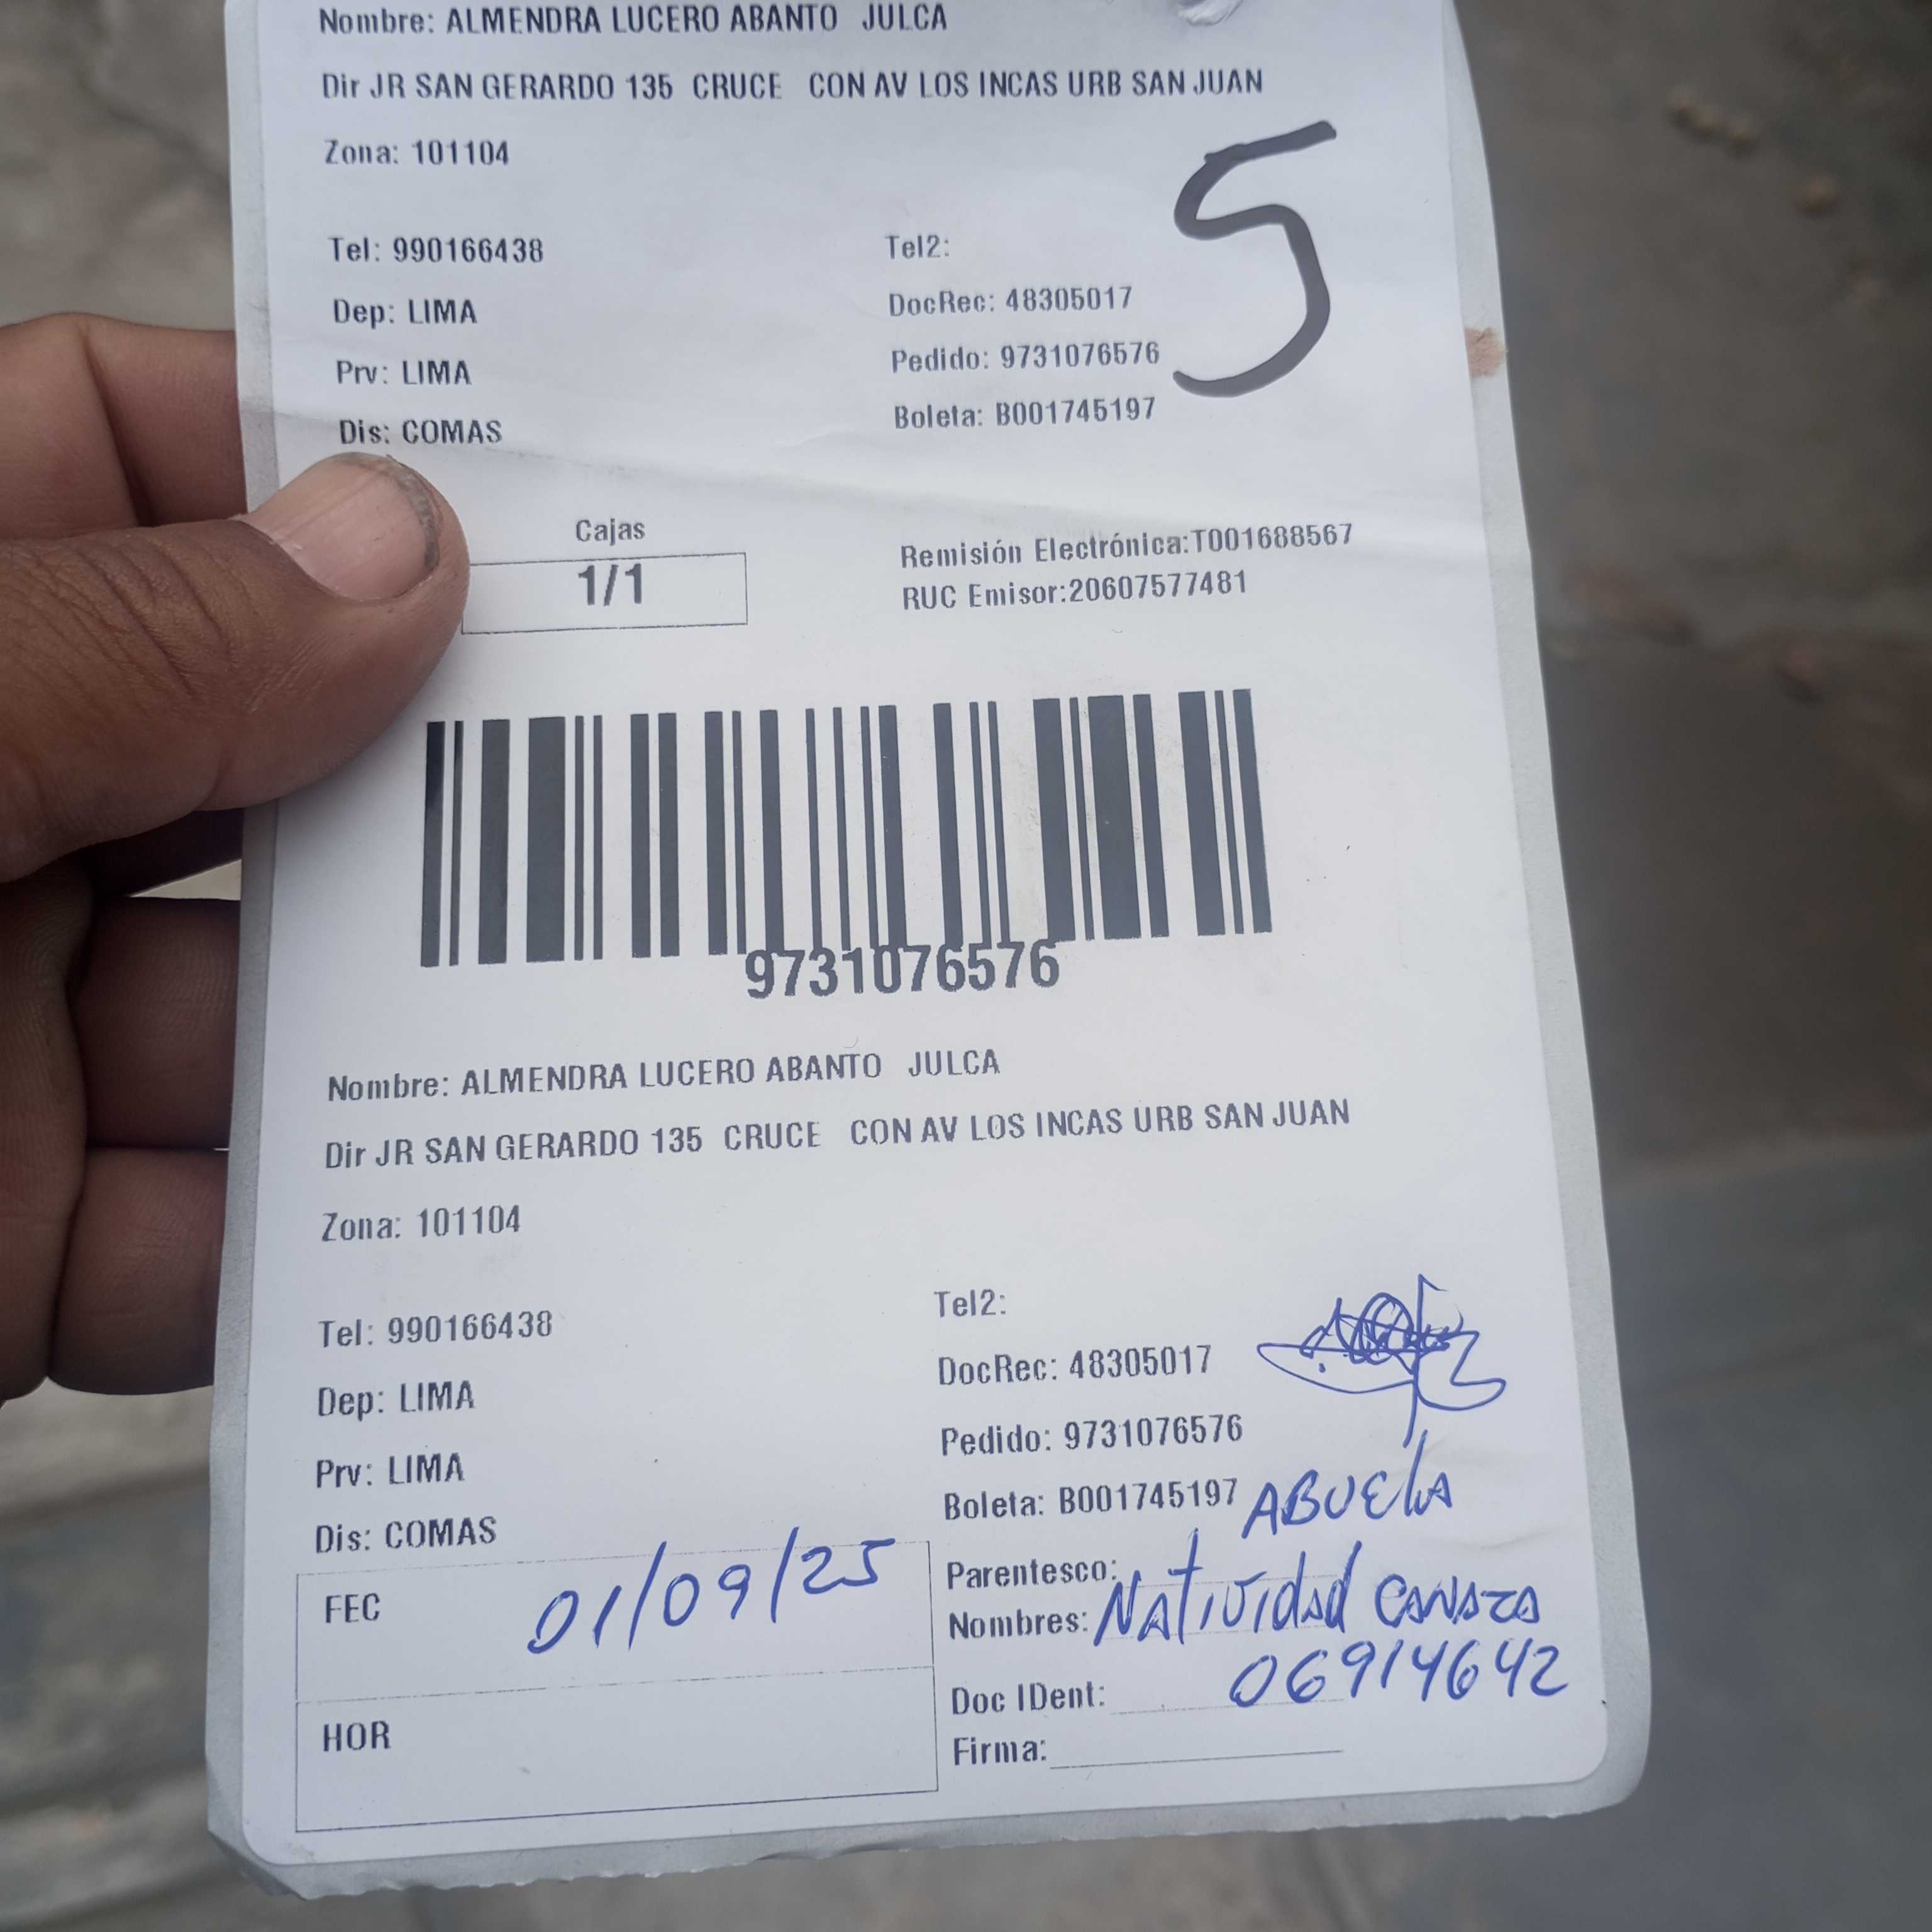 Nombre: ALMENDRA LUCERO ABANTO JULCA
Dir JR SAN GERARDO 135 CRUCE CON AV LOS INCAS URB SAN JUAN
Zona: 101104
5
Tel: 990166438
Tel2:
Dep: LIMA
DocRec: 48305017
Prv: LIMA
Pedido: 9731076576
Dis: COMAS
Boleta: B001745197
Cajas
1/1
Remisión Electrónica:T001688567
RUC Emisor:20607577481
9731076576
Nombre: ALMENDRA LUCERO ABANTO JULCA
Dir JR SAN GERARDO 135 CRUCE CON AV LOS INCAS URB SAN JUAN
Zona: 101104
Tel: 990166438
Tel2:
Dep: LIMA
DocRec: 48305017
Prv: LIMA
Pedido: 9731076576
Dis: COMAS
Boleta: B001745197
ABUELA
FEC 01/09/25
Parentesco:
Nombres: NATIVIDAD
Doc IDent: 06914642
HOR
Firma: